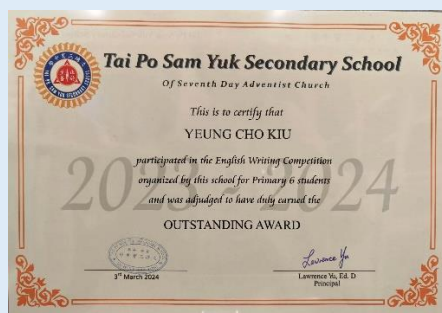 Tai Po Sam Yuk Secondary School
Of Seventh Day Adventist Church
This is to certify that
YEUNG CHO KIU
participated in the English Writing Competition
organized by this school for Primary 6 students
and was adjudged to have duly earned the
2023 - 2024
OUTSTANDING AWARD
Lawrence Yu
3rd March 2024
Lawrence Yu, Ed. D
Principal